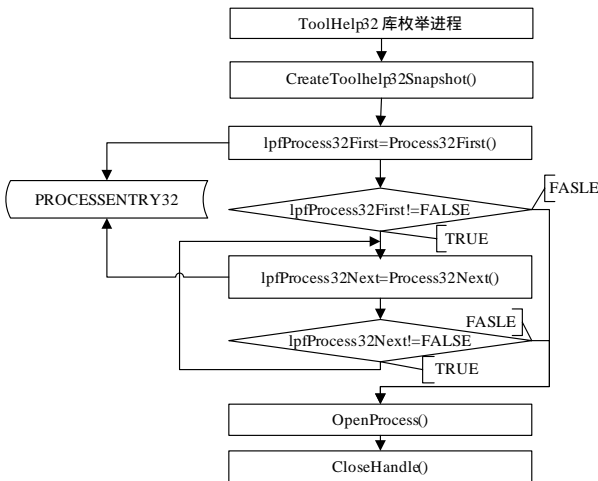 ToolHelp32 库枚举进程
CreateToolhelp32Snapshot()
lpfProcess32First=Process32First()
PROCESSENTRY32
FASLE
lpfProcess32First!=FALSE
TRUE
lpfProcess32Next=Process32Next()
FASLE
lpfProcess32Next!=FALSE
TRUE
OpenProcess()
CloseHandle()